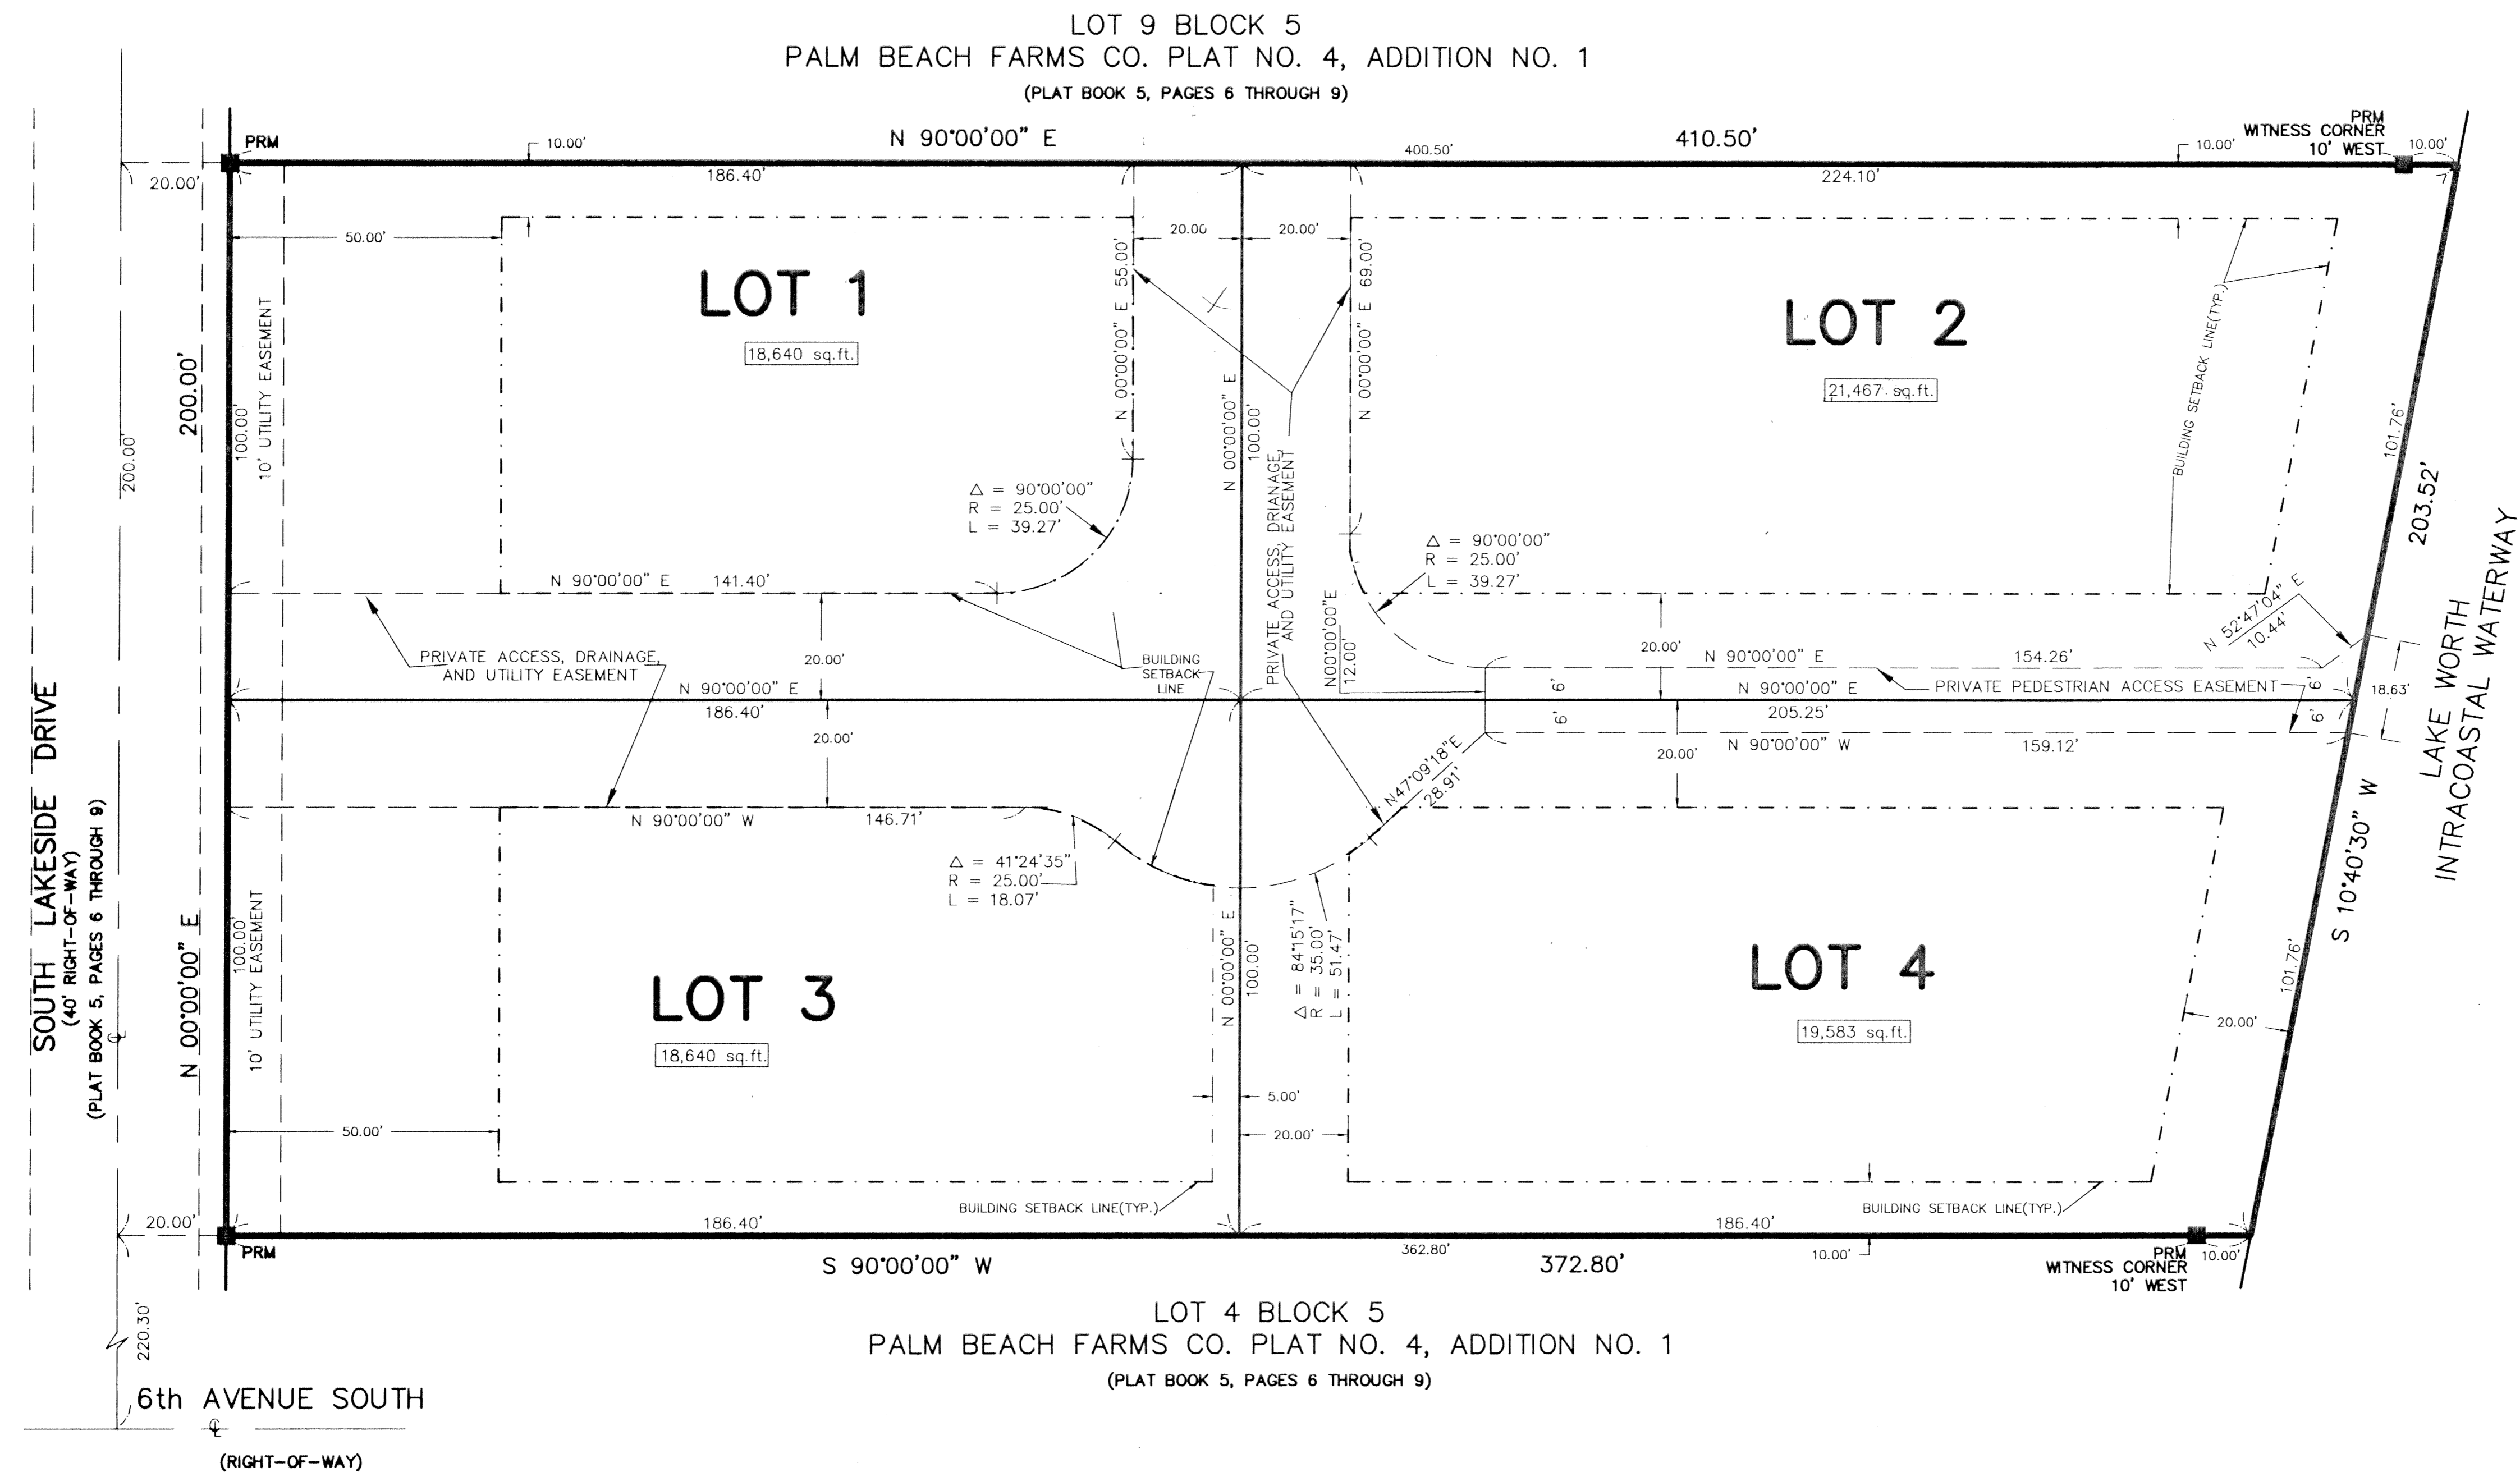 LOT 9 BLOCK 5
PALM BEACH FARMS CO. PLAT NO. 4, ADDITION NO. 1
(PLAT BOOK 5, PAGES 6 THROUGH 9)
PRM
10.00'
N 90°00'00" E
410.50'
400.50'
10.00'
PRM
WITNESS CORNER
10' WEST
10.00'
20.00'
186.40'
224.10'
50.00'
20.00
20.00'
LOT 1
18,640 sq.ft.
LOT 2
21,467 sq.ft.
N 00°00'00" E 55.00'
N 00°00'00" E 69.00'
N 00°00'00" E
100.00'
BUILDING SETBACK LINE(TYP.)
200.00'
200.00'
100.00'
10' UTILITY EASEMENT
101.76'
203.52'
△ = 90°00'00"
R = 25.00'
L = 39.27'
△ = 90°00'00"
R = 25.00'
L = 39.27'
PRIVATE ACCESS, DRIANAGE,
AND UTILITY EASEMENT
N 90°00'00" E 141.40'
N00°00'00"E
12.00'
N 52°47'04" E
10.44'
LAKE WORTH
INTRACOASTAL WATERWAY
PRIVATE ACCESS, DRAINAGE,
AND UTILITY EASEMENT
20.00'
BUILDING
SETBACK
LINE
20.00'
N 90°00'00" E
154.26'
N 90°00'00" E
186.40'
6'
N 90°00'00" E
PRIVATE PEDESTRIAN ACCESS EASEMENT
6'
18.63'
205.25'
6'
6'
20.00'
20.00'
N 90°00'00" W
159.12'
N47°09'18"E
28.91'
N 90°00'00" W
146.71'
△ = 41°24'35"
R = 25.00'
L = 18.07'
△ = 84°15'17"
R = 35.00'
L = 51.47'
S 10°40'30" W
SOUTH LAKESIDE DRIVE
(40' RIGHT-OF-WAY)
(PLAT BOOK 5, PAGES 6 THROUGH 9)
N 00°00'00" E
100.00'
10' UTILITY EASEMENT
LOT 3
18,640 sq.ft.
N 00°00'00" E
100.00'
LOT 4
19,583 sq.ft.
101.76'
20.00'
5.00'
50.00'
20.00'
BUILDING SETBACK LINE(TYP.)
BUILDING SETBACK LINE(TYP.)
20.00'
186.40'
186.40'
PRM
S 90°00'00" W
362.80'
372.80'
10.00'
PRM
WITNESS CORNER
10' WEST
10.00'
220.30'
LOT 4 BLOCK 5
PALM BEACH FARMS CO. PLAT NO. 4, ADDITION NO. 1
(PLAT BOOK 5, PAGES 6 THROUGH 9)
6th AVENUE SOUTH
(RIGHT-OF-WAY)